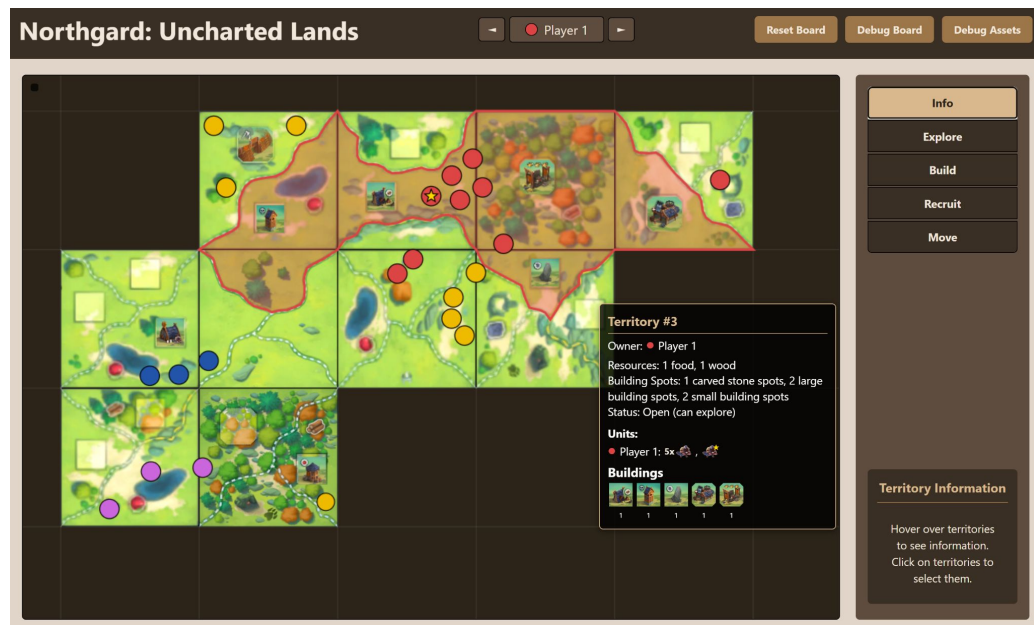 Northgard: Uncharted Lands
◄
Player 1
►
Reset Board
Debug Board
Debug Assets
Info
Explore
Build
Recruit
Move
Territory #3
Owner: Player 1
Resources: 1 food, 1 wood
Building Spots: 1 carved stone spots, 2 large
building spots, 2 small building spots
Status: Open (can explore)
Units:
Player 1: 5x , 
Buildings
1 1 1 1 1
Territory Information
Hover over territories
to see information.
Click on territories to
select them.